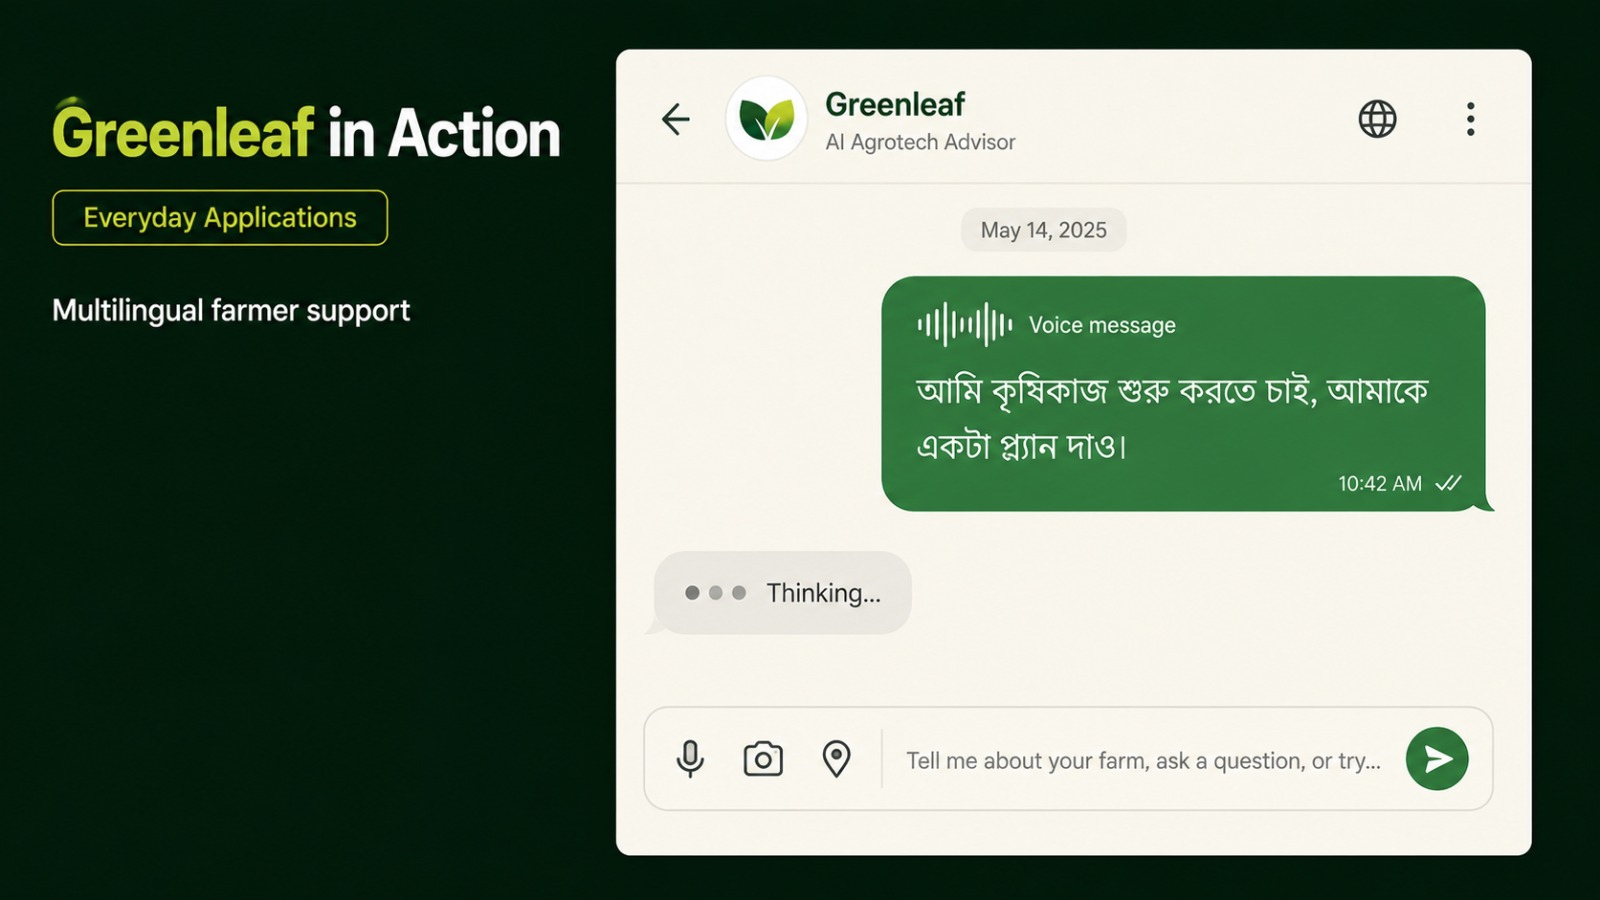 Greenleaf in Action
Everyday Applications
Multilingual farmer support
Greenleaf
AI Agrotech Advisor
May 14, 2025
Voice message
আমি কৃষিকাজ শুরু করতে চাই, আমাকে
একটা প্ল্যান দাও।
10:42 AM
Thinking...
Tell me about your farm, ask a question, or try...